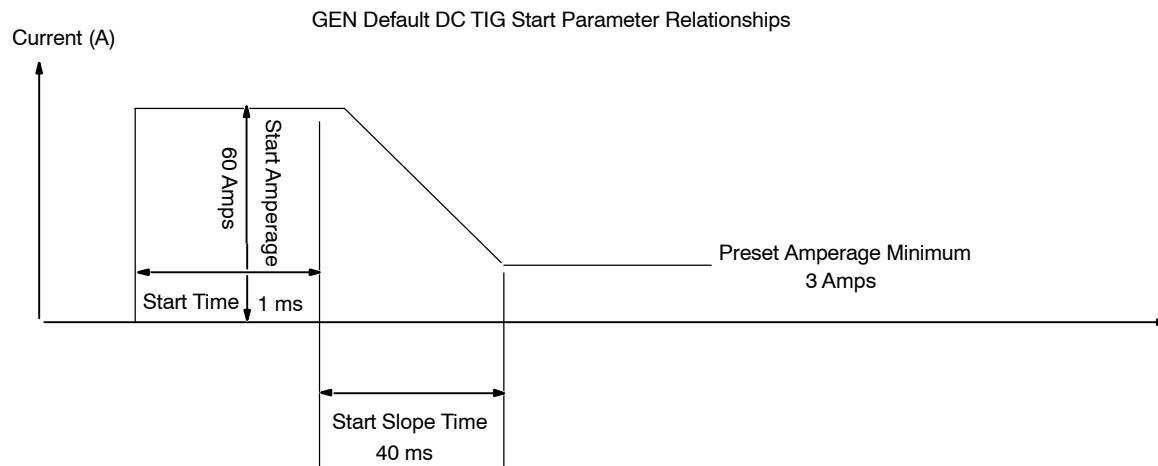 GEN Default DC TIG Start Parameter Relationships
Current (A)
Start Amperage
60 Amps
Start Time
1 ms
Preset Amperage Minimum
3 Amps
Start Slope Time
40 ms